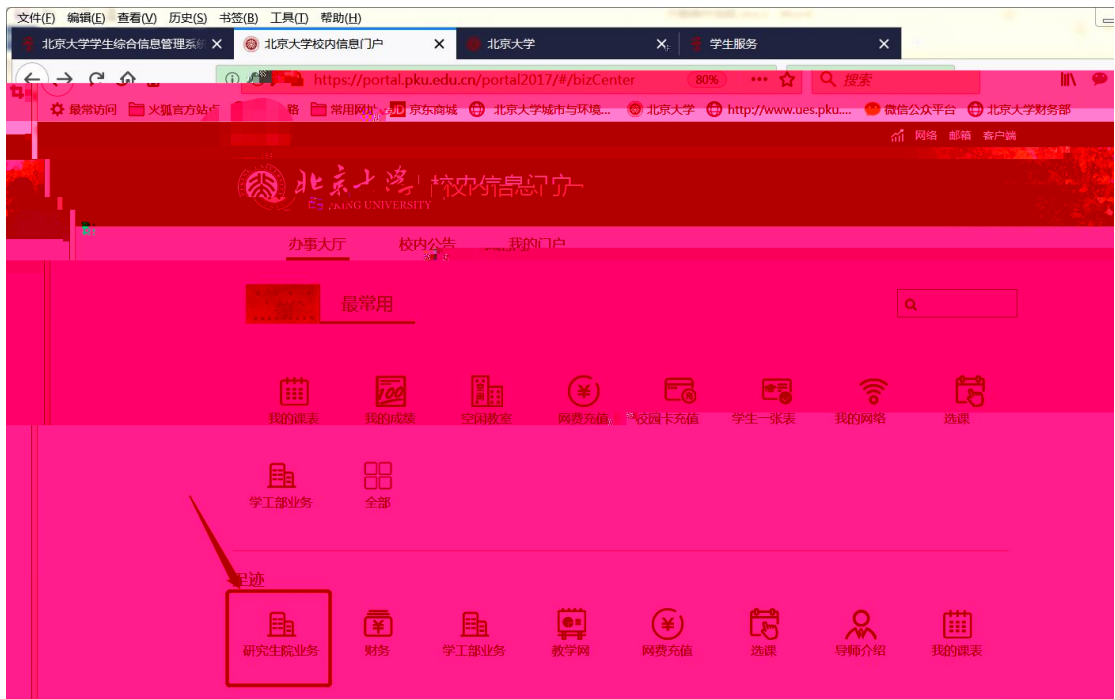 文件(F) 编辑(E) 查看(V) 历史(S) 书签(B) 工具(T) 帮助(H)
北京大学学生综合信息管理系统 北京大学校内信息门户 北京大学 学生服务
https://portal.pku.edu.cn/portal2017/#/bizCenter 80% 搜索
最常访问 火狐官方站点 常用网址 JD 京东商城 北京大学城市与环境... 北京大学 http://www.ues.pku.... 微信公众平台 北京大学财务部
网络 邮箱 客户端
北京大学 校内信息门户
PEKING UNIVERSITY
办事大厅 校内公告 我的门户
最常用
我的课表 我的成绩 空闲教室 网费充值 校园卡充值 学生一张表 我的网络 选课
学工部业务 全部
足迹
研究生院业务 财务 学工部业务 教学网 网费充值 选课 导师介绍 我的课表